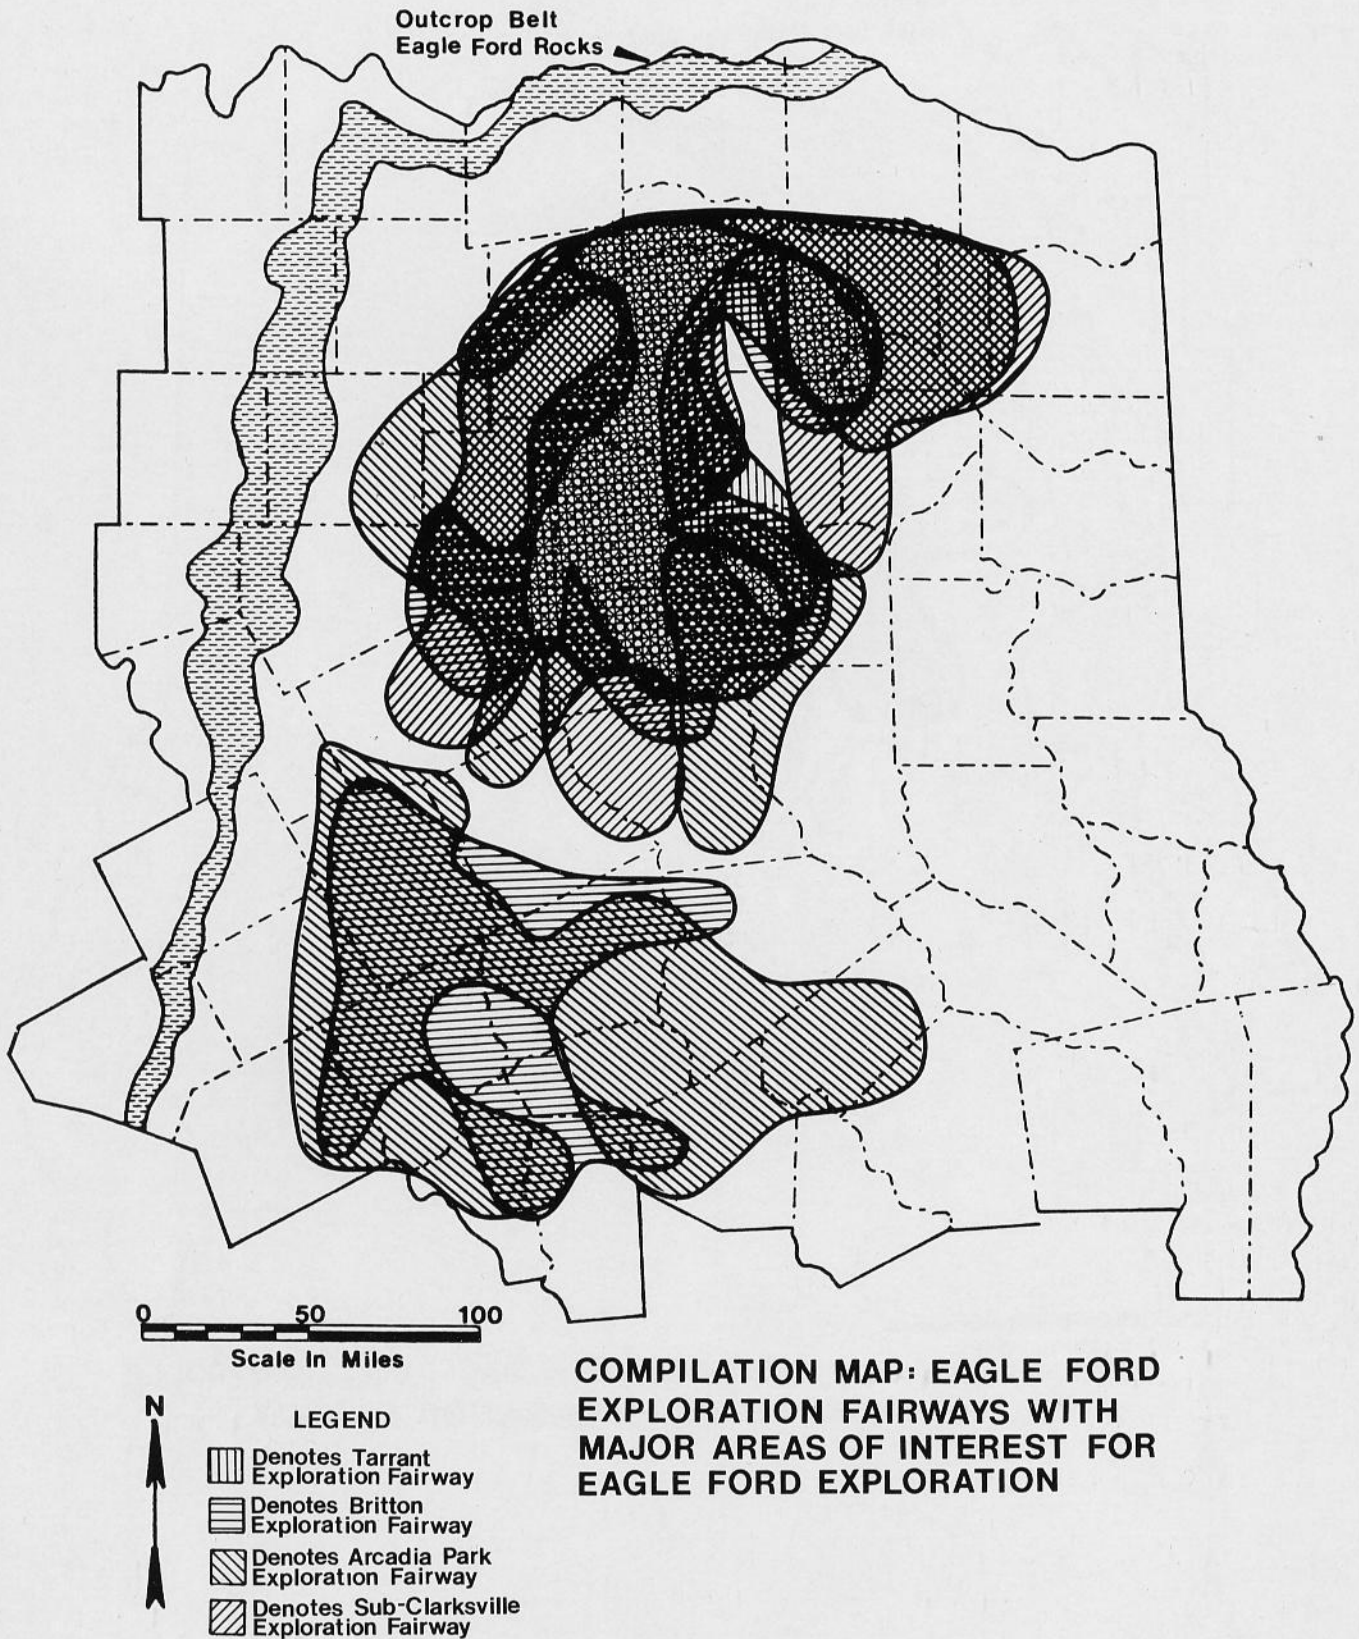 Outcrop Belt
Eagle Ford Rocks
0 50 100
Scale In Miles
COMPILATION MAP: EAGLE FORD
EXPLORATION FAIRWAYS WITH
MAJOR AREAS OF INTEREST FOR
EAGLE FORD EXPLORATION
N
LEGEND
Denotes Tarrant
Exploration Fairway
Denotes Britton
Exploration Fairway
Denotes Arcadia Park
Exploration Fairway
Denotes Sub-Clarksville
Exploration Fairway